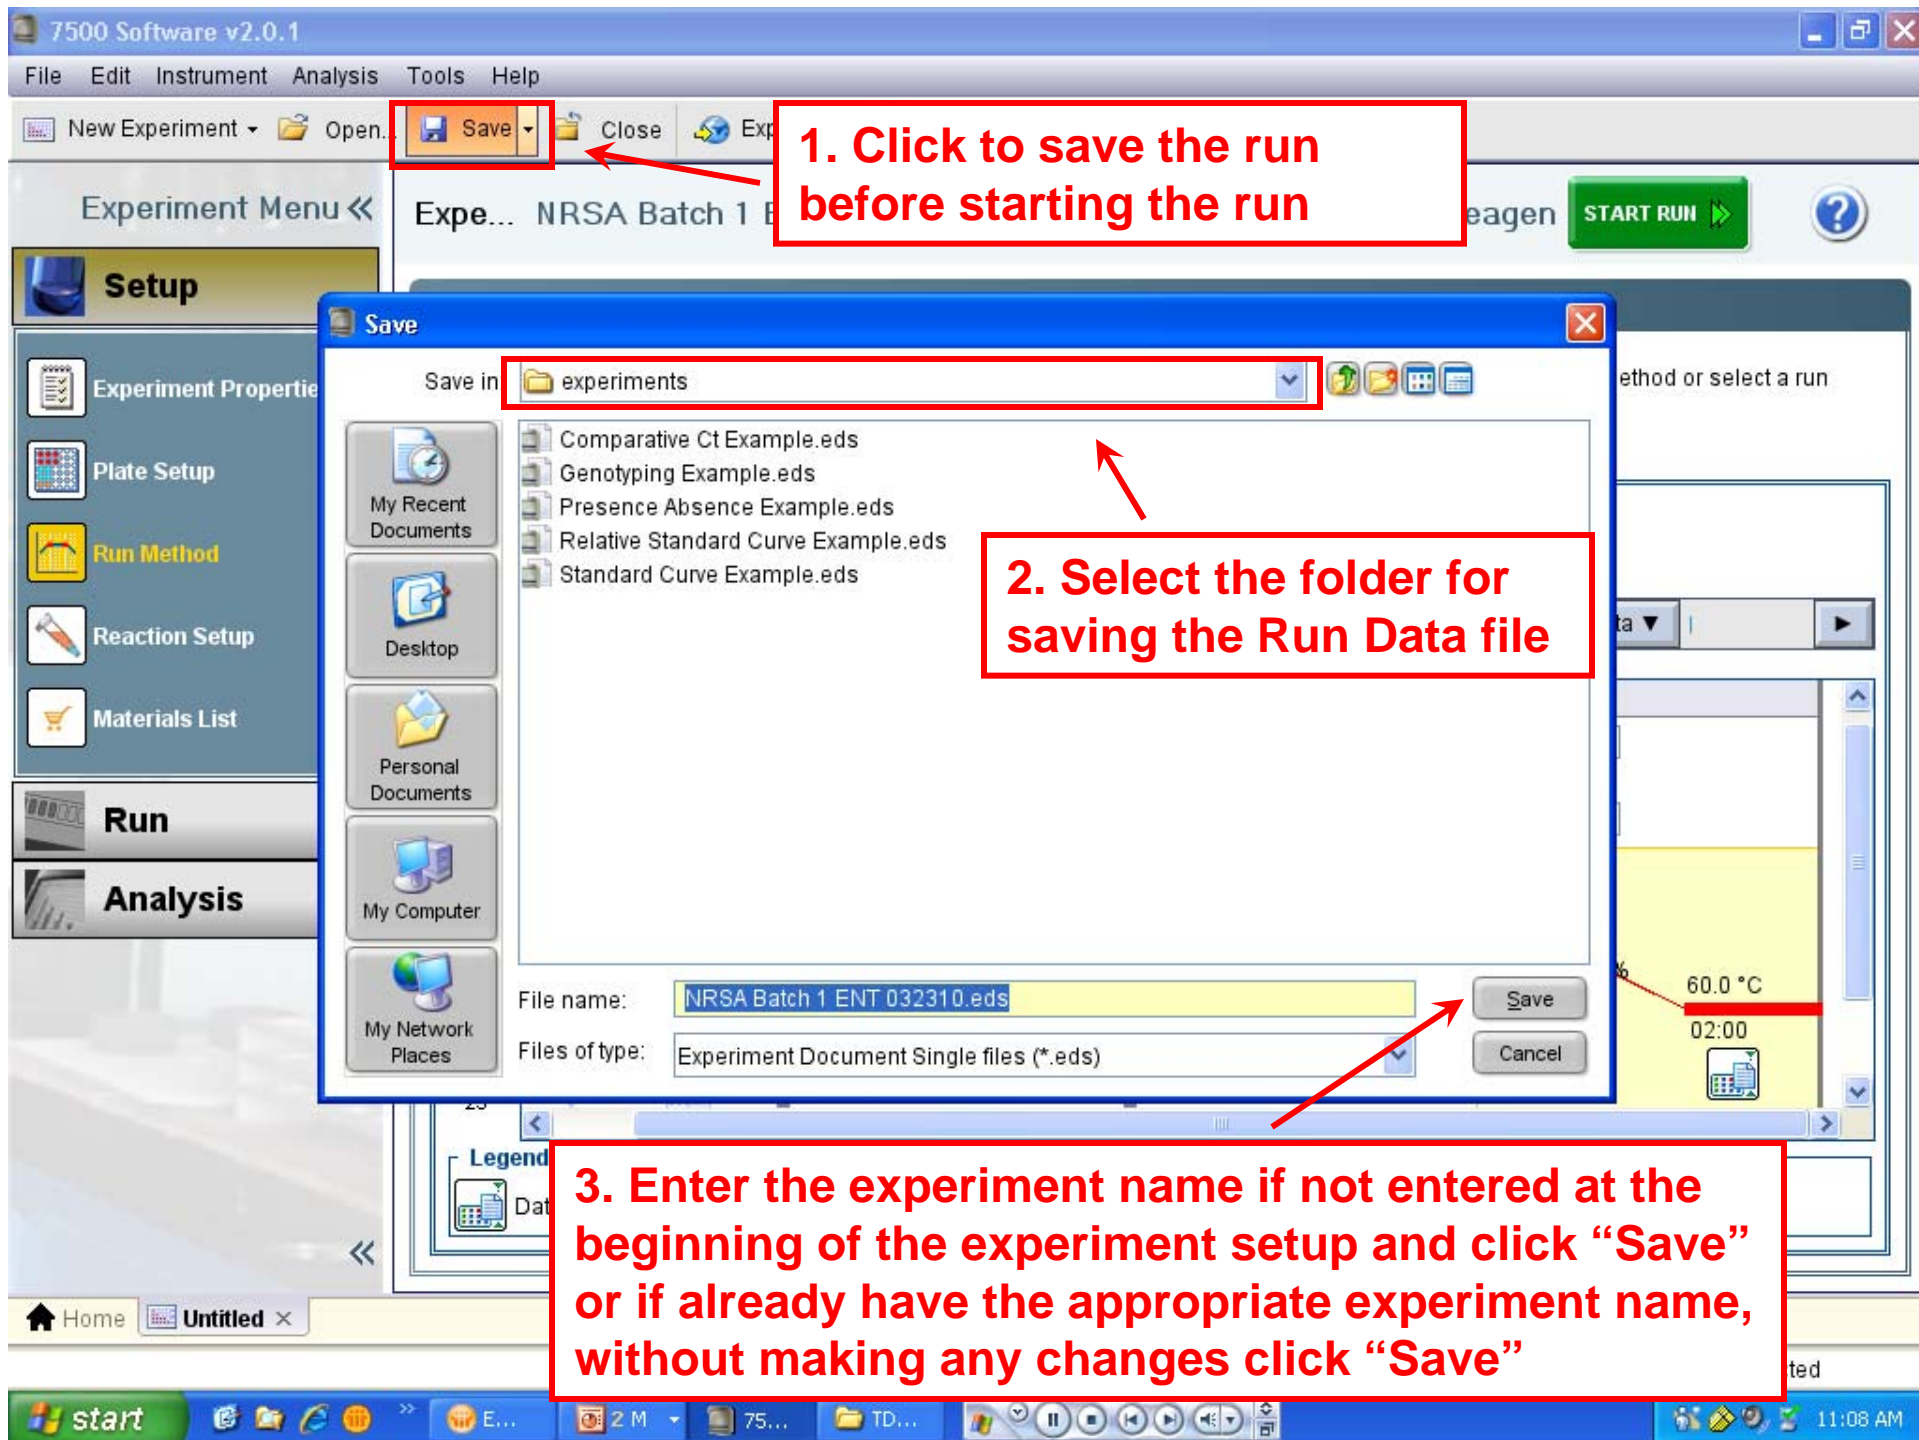 7500 Software v2.0.1
File Edit Instrument Analysis Tools Help
New Experiment Open... Save Close
1. Click to save the run
before starting the run
Experiment Menu «
Expe... NRSA Batch 1
START RUN
?
Setup
Save
Experiment Propertie
Save in experiments
ethod or select a run
Plate Setup
My Recent
Documents
Comparative Ct Example.eds
Genotyping Example.eds
Presence Absence Example.eds
Relative Standard Curve Example.eds
Standard Curve Example.eds
Run Method
2. Select the folder for
saving the Run Data file
Reaction Setup
Desktop
Materials List
Personal
Documents
Run
Analysis
My Computer
60.0 °C
02:00
My Network
Places
File name: NRSA Batch 1 ENT 032310.eds Save
Files of type: Experiment Document Single files (*.eds) Cancel
Legend
3. Enter the experiment name if not entered at the
beginning of the experiment setup and click “Save”
or if already have the appropriate experiment name,
without making any changes click “Save”
«
Home Untitled ×
start E... 2 M 75... TD... 11:08 AM